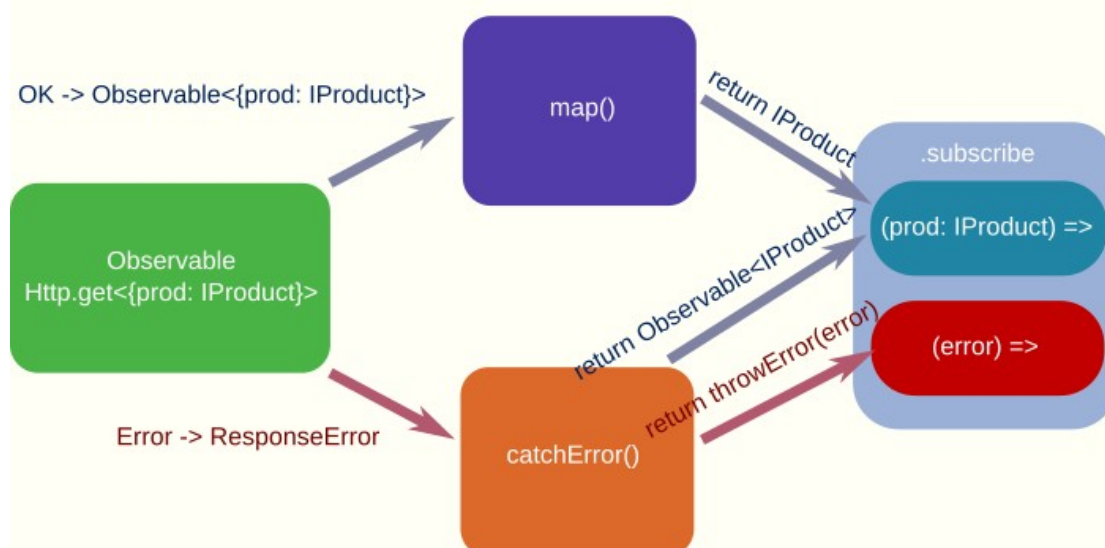 OK -> Observable<{prod: IProduct}>
map()
return IProduct
.subscribe
(prod: IProduct) =>
Observable
Http.get<{prod: IProduct}>
return Observable<IProduct>
(error) =>
return throwError(error)
Error -> ResponseError
catchError()